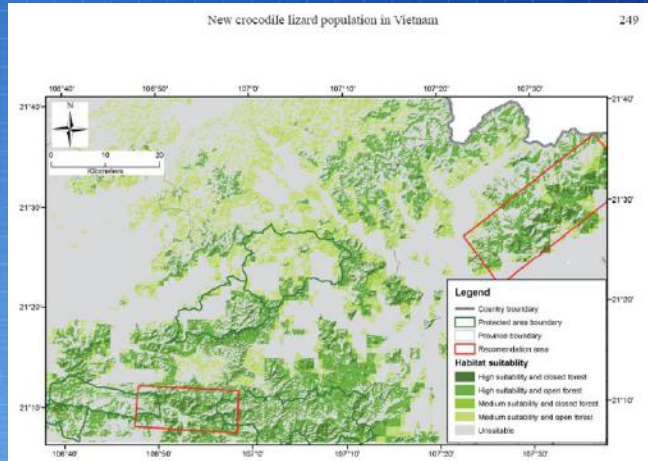 New crocodile lizard population in Vietnam 249
106°40' 106°50' 107°0' 107°10' 107°20' 107°30'
21°40' 21°40'
N
0 10 20
Kilometers
21°30' 21°30'
21°20' 21°20'
21°10' 21°10'
Legend
Country boundary
Protected area boundary
Province boundary
Recomendation area
Habitat suitablity
High suitability and closed forest
High suitability and open forest
Medium suitability and closed forest
Medium suitability and open forest
Unsuitable
106°40' 106°50' 107°0' 107°10' 107°20' 107°30'